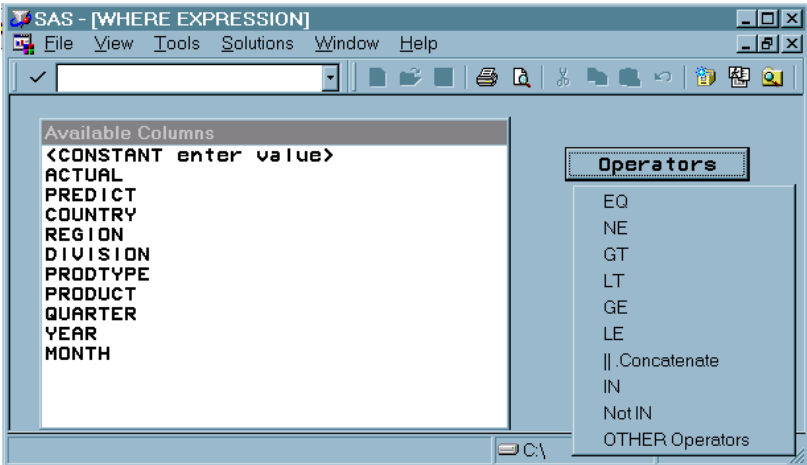 SAS - [WHERE EXPRESSION]
File View Tools Solutions Window Help
Available Columns
<CONSTANT enter value>
ACTUAL
PREDICT
COUNTRY
REGION
DIVISION
PRODTYPE
PRODUCT
QUARTER
YEAR
MONTH
Operators
EQ
NE
GT
LT
GE
LE
|| .Concatenate
IN
Not IN
OTHER Operators
C:\